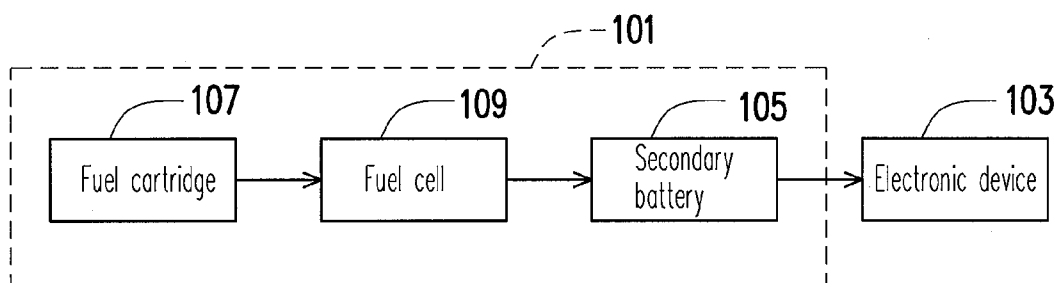 101
107
109
105
103
Fuel cartridge
Fuel cell
Secondary
battery
Electronic device